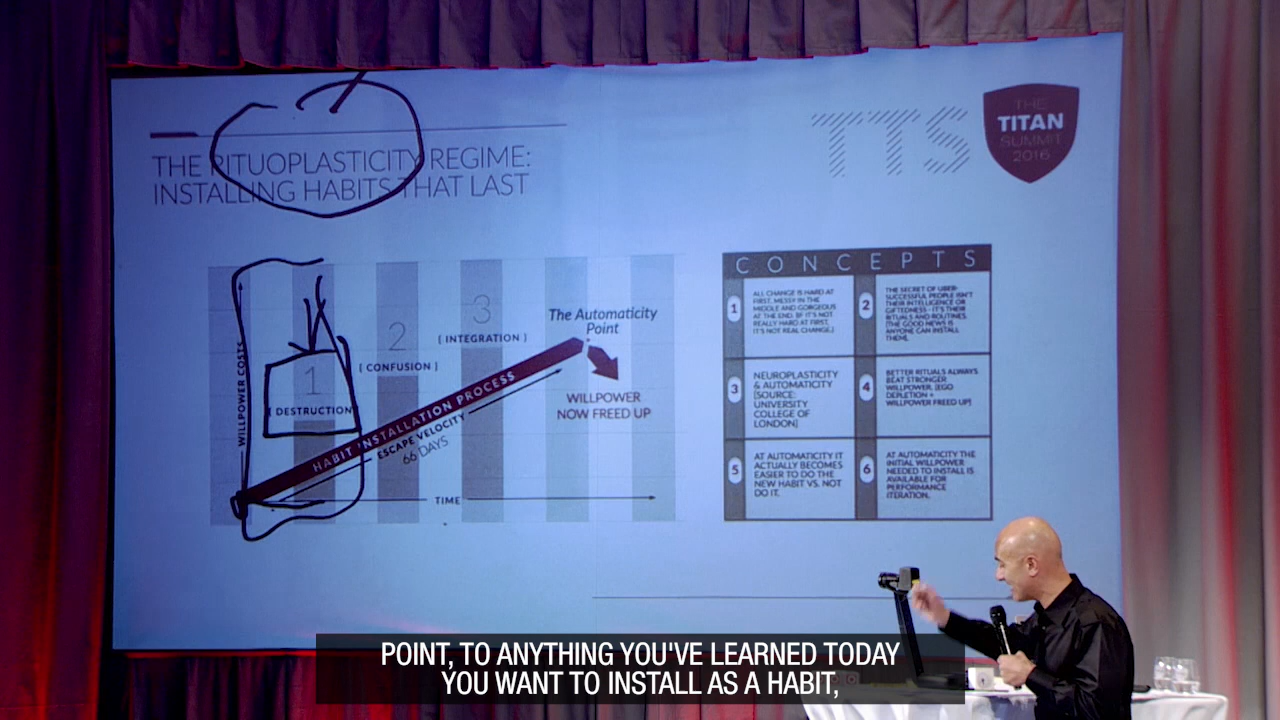 TTS
THE
TITAN
SUMMIT
2016
THE RITUOPLASTICITY REGIME:
INSTALLING HABITS THAT LAST
WILLPOWER COSTS
1
[ DESTRUCTION ]
2
[ CONFUSION ]
3
[ INTEGRATION ]
The Automaticity
Point
WILLPOWER
NOW FREED UP
HABIT INSTALLATION PROCESS
ESCAPE VELOCITY
66 DAYS
TIME
CONCEPTS
1
ALL CHANGE IS HARD AT
FIRST, MESSY IN THE
MIDDLE AND GORGEOUS
AT THE END. [IF IT'S NOT
REALLY HARD AT FIRST,
IT'S NOT REAL CHANGE.]
2
THE SECRET OF UBER-
SUCCESSFUL PEOPLE ISN'T
THEIR INTELLIGENCE OR
GIFTEDNESS - IT'S THEIR
RITUALS AND ROUTINES.
[THE GOOD NEWS IS
ANYONE CAN INSTALL
THEM].
3
NEUROPLASTICITY
& AUTOMATICITY
[SOURCE:
UNIVERSITY
COLLEGE OF
LONDON]
4
BETTER RITUALS ALWAYS
BEAT STRONGER
WILLPOWER. [EGO
DEPLETION +
WILLPOWER FREED UP]
5
AT AUTOMATICITY IT
ACTUALLY BECOMES
EASIER TO DO THE
NEW HABIT VS. NOT
DO IT.
6
AT AUTOMATICITY THE
INITIAL WILLPOWER
NEEDED TO INSTALL IS
AVAILABLE FOR
PERFORMANCE
ITERATION.
POINT, TO ANYTHING YOU'VE LEARNED TODAY
YOU WANT TO INSTALL AS A HABIT,